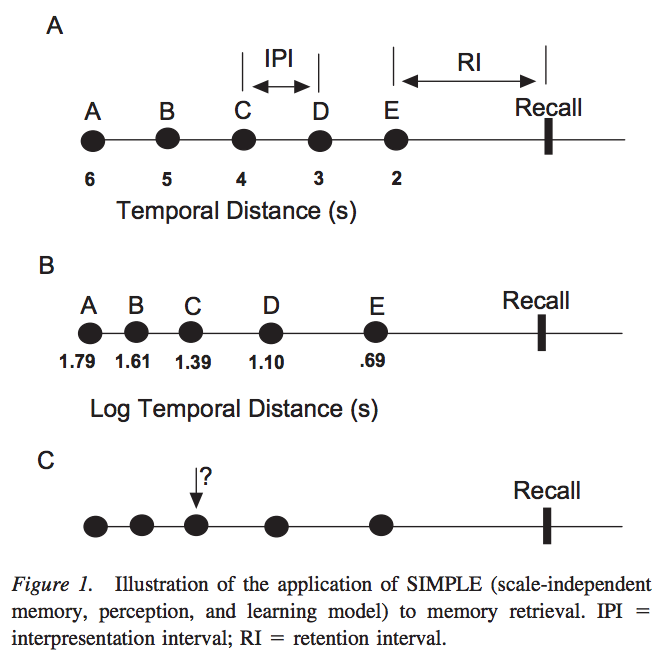 A
IPI RI
A B C D E Recall
6 5 4 3 2
Temporal Distance (s)
B
A B C D E Recall
1.79 1.61 1.39 1.10 .69
Log Temporal Distance (s)
C
?
Recall
Figure 1. Illustration of the application of SIMPLE (scale-independent
memory, perception, and learning model) to memory retrieval. IPI =
interpresentation interval; RI = retention interval.